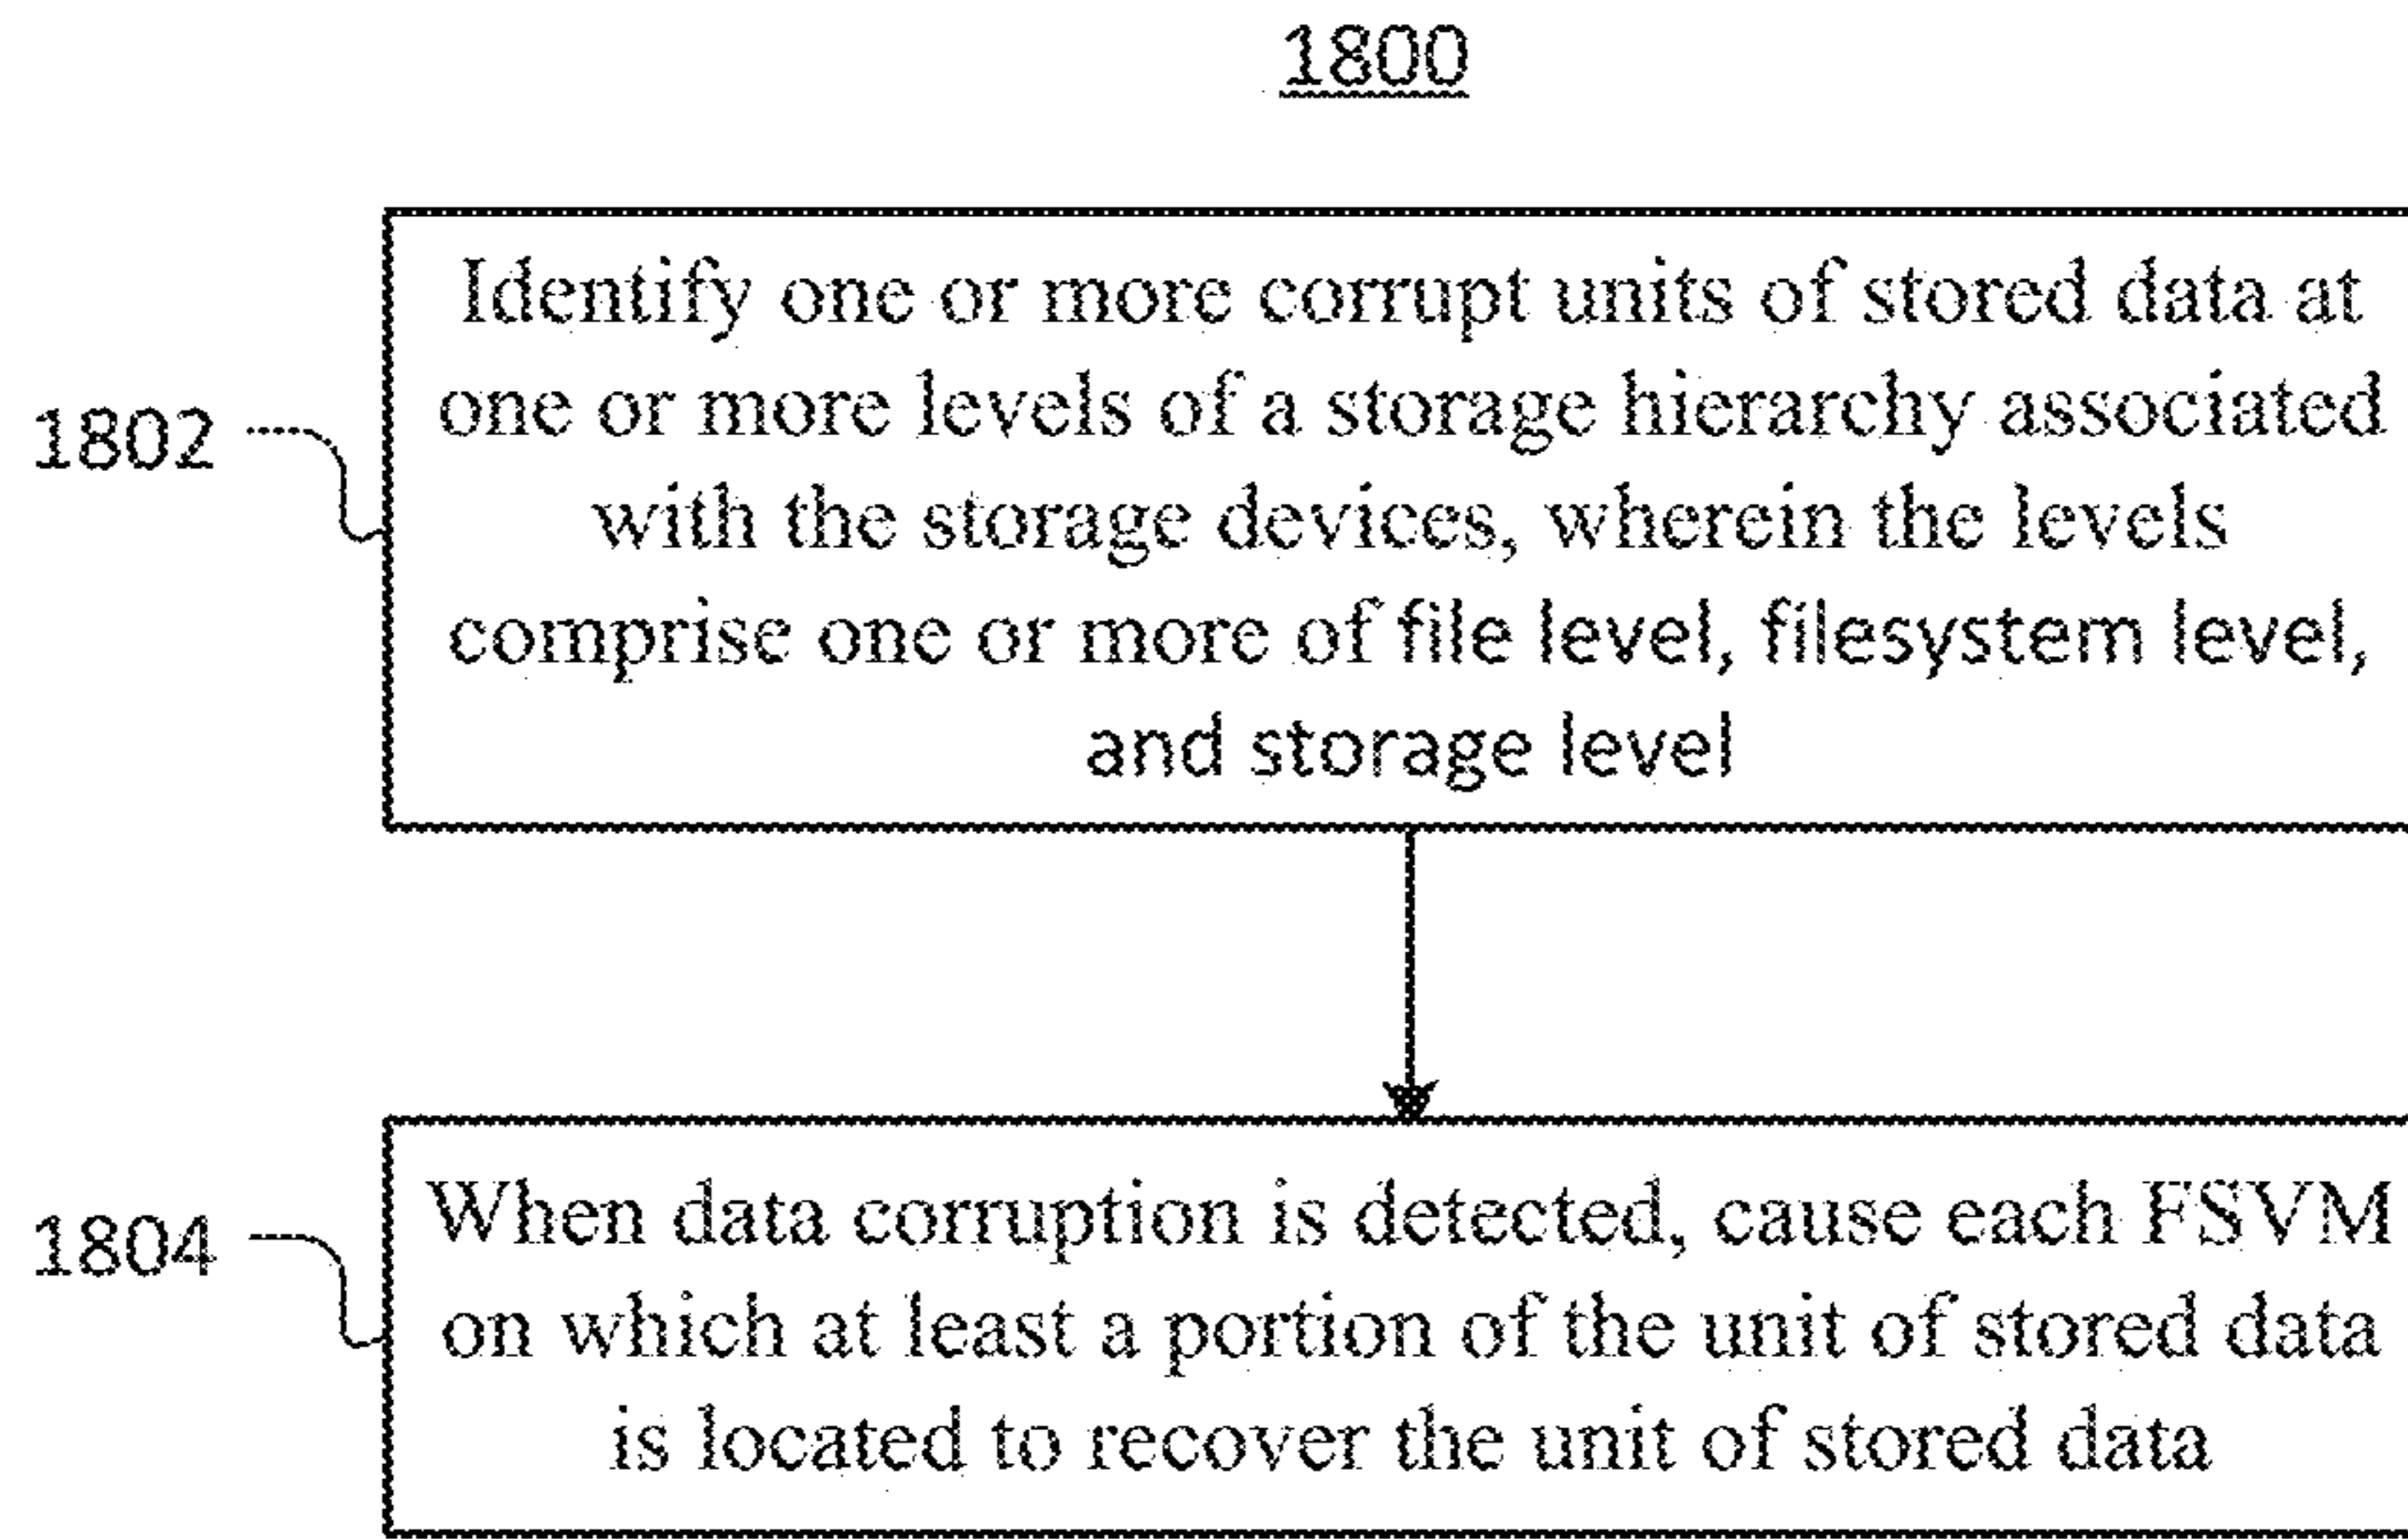 1800
Identify one or more corrupt units of stored data at
one or more levels of a storage hierarchy associated
1802
with the storage devices, wherein the levels
comprise one or more of file level, filesystem level,
and storage level
When data corruption is detected, cause each FSVM
1804
on which at least a portion of the unit of stored data
is located to recover the unit of stored data